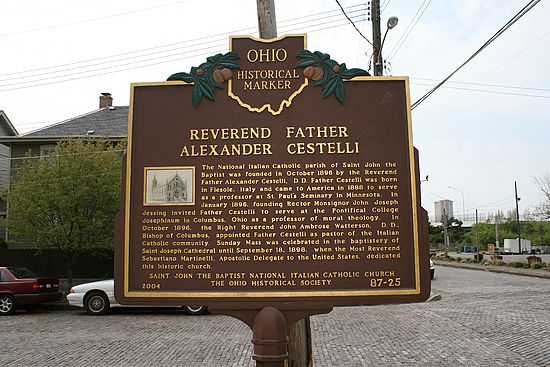 OHIO
HISTORICAL
MARKER
REVEREND FATHER
ALEXANDER CESTELLI
The National Italian Catholic parish of Saint John the
Baptist was founded in October 1896 by the Reverend
Father Alexander Cestelli, D.D. Father Cestelli was born
in Fiesole, Italy and came to America in 1888 to serve
as a professor at St. Paul's Seminary in Minnesota. In
January 1896, founding Rector Monsignor John Joseph
Jessing invited Father Cestelli to serve at the Pontifical College
Josephinum in Columbus, Ohio as a professor of moral theology. In
October 1896, the Right Reverend John Ambrose Watterson, D.D.,
Bishop of Columbus, appointed Father Cestelli as pastor of the Italian
Catholic community. Sunday Mass was celebrated in the baptistery of
Saint Joseph Cathedral until September 18, 1898, when the Most Reverend
Sebastiano Martinelli, Apostolic Delegate to the United States, dedicated
this historic church.
SAINT JOHN THE BAPTIST NATIONAL ITALIAN CATHOLIC CHURCH
THE OHIO HISTORICAL SOCIETY
2004
87-25